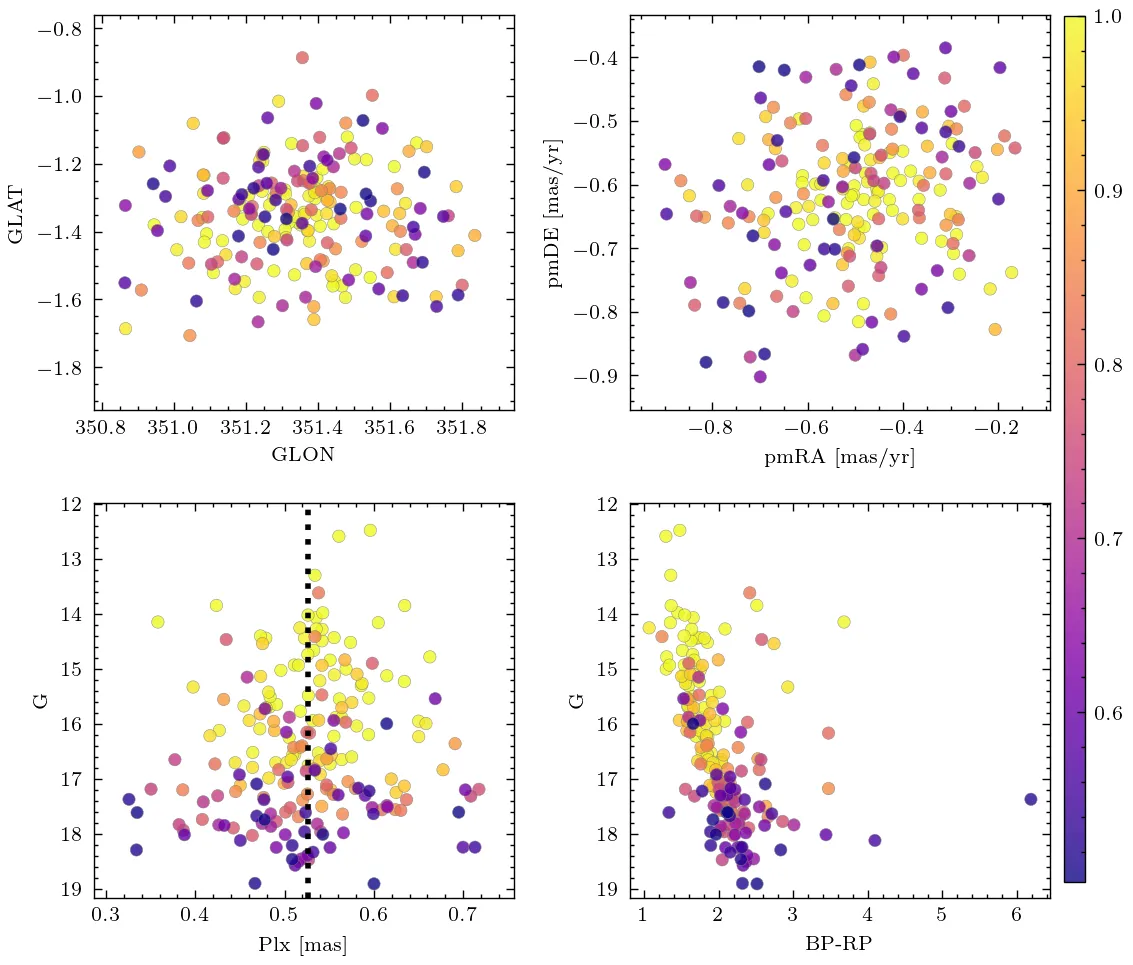 −0.8
−1.0
−1.2
−1.4
−1.6
−1.8
GLAT
350.8 351.0 351.2 351.4 351.6 351.8
GLON
−0.4
−0.5
−0.6
−0.7
−0.8
−0.9
pmDE [mas/yr]
−0.8 −0.6 −0.4 −0.2
pmRA [mas/yr]
1.0
0.9
0.8
0.7
0.6
12
13
14
15
16
17
18
19
G
0.3 0.4 0.5 0.6 0.7
Plx [mas]
12
13
14
15
16
17
18
19
G
1 2 3 4 5 6
BP-RP